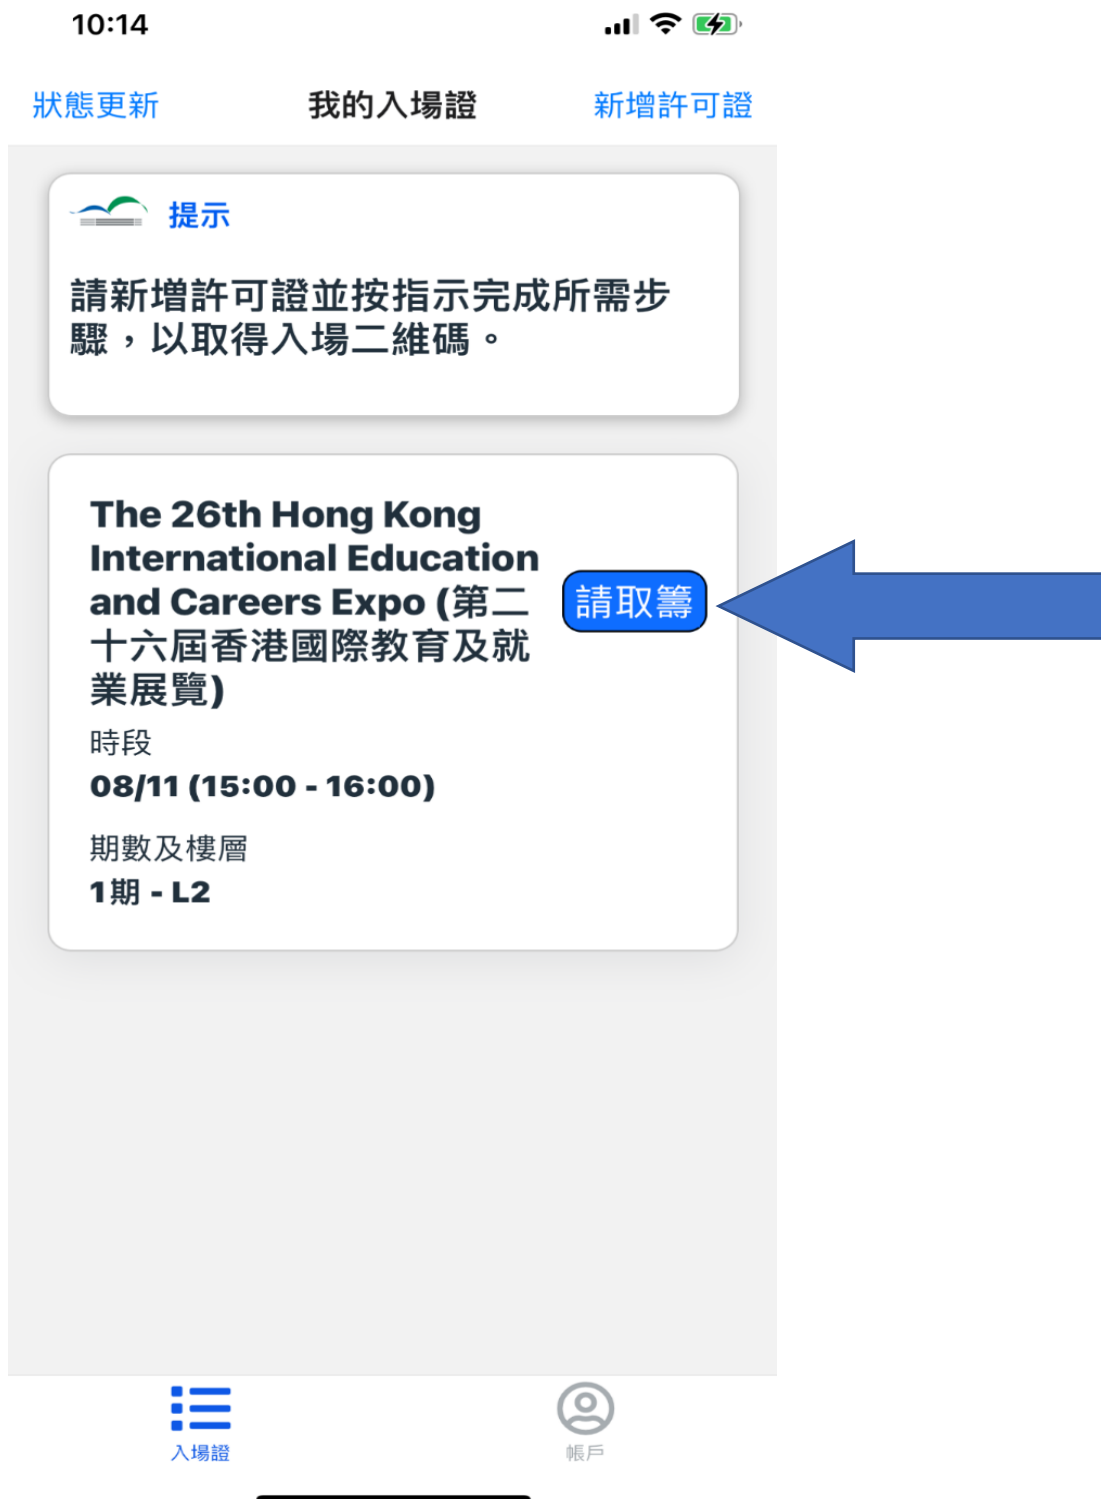 10:14
狀態更新 我的入場證 新增許可證
提示
請新增許可證並按指示完成所需步
驟，以取得入場二維碼。
The 26th Hong Kong
International Education
and Careers Expo (第二
十六屆香港國際教育及就
業展覽)
請取籌
時段
08/11 (15:00 - 16:00)
期數及樓層
1期 - L2
入場證 帳戶